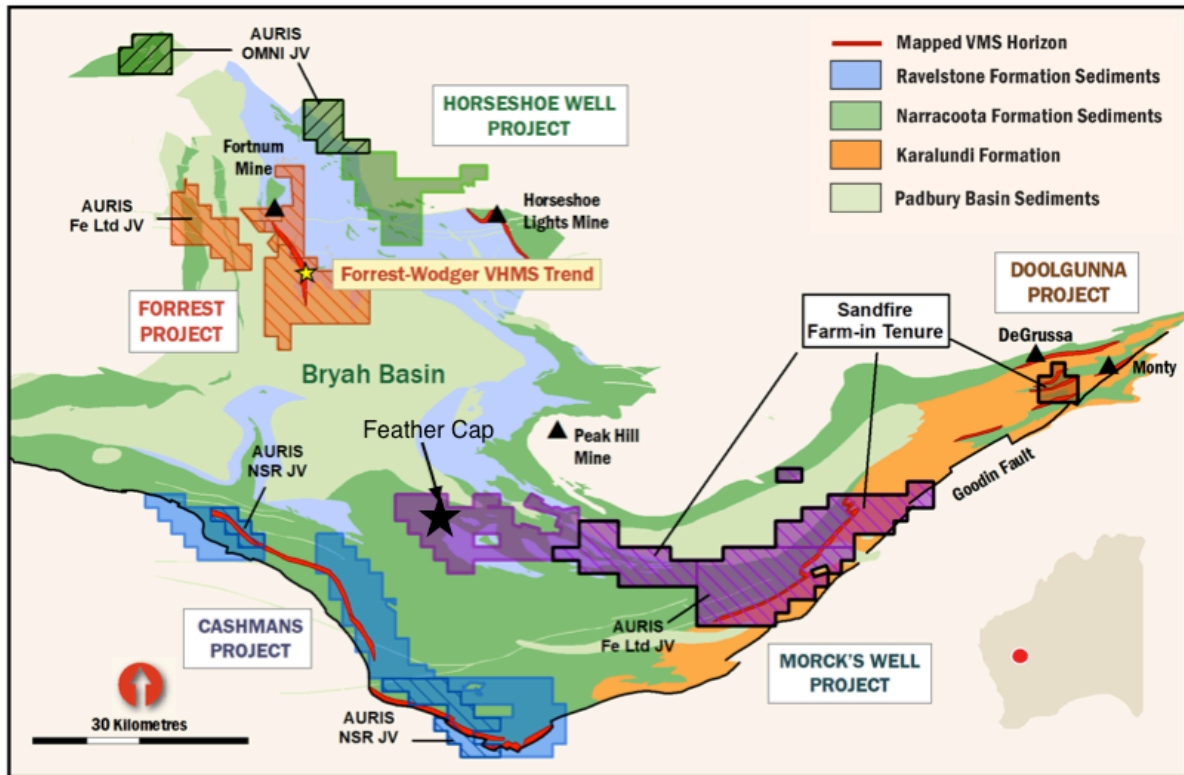 AURIS
OMNI JV
HORSESHOE WELL
PROJECT
Mapped VMS Horizon
Ravelstone Formation Sediments
Narracoota Formation Sediments
Karalundi Formation
Padbury Basin Sediments
Fortnum
Mine
AURIS
Fe Ltd JV
Horseshoe
Lights Mine
Forrest-Wodger VHMS Trend
FORREST
PROJECT
Sandfire
Farm-in Tenure
DOOLGUNNA
PROJECT
DeGrussa
Monty
Bryah Basin
Feather Cap
Peak Hill
Mine
AURIS
NSR JV
Goodin Fault
CASHMANS
PROJECT
AURIS
Fe Ltd JV
MORCK'S WELL
PROJECT
30 Kilometres
AURIS
NSR JV